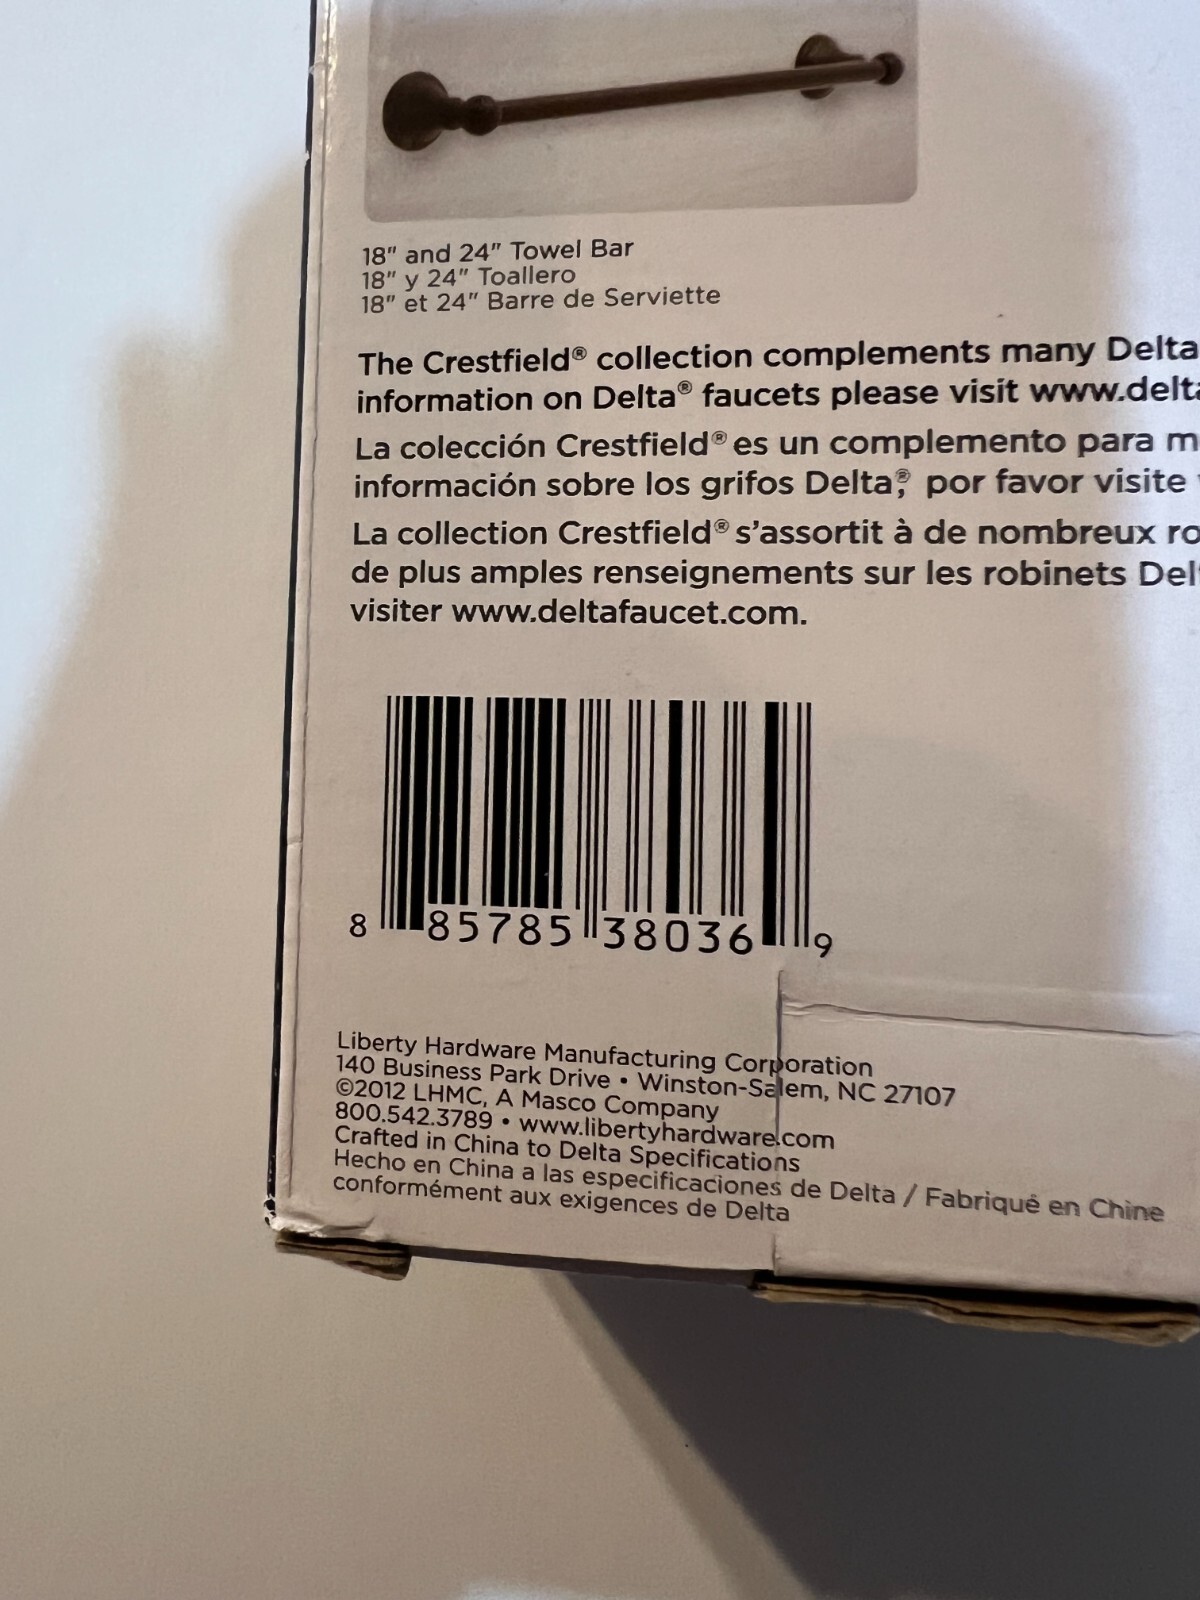 18" and 24" Towel Bar
18" y 24" Toallero
18" et 24" Barre de Serviette
The Crestfield® collection complements many Delta
information on Delta® faucets please visit www.delta
La colección Crestfield® es un complemento para m
información sobre los grifos Delta®, por favor visite
La collection Crestfield® s'assortit à de nombreux ro
de plus amples renseignements sur les robinets Del
visiter www.deltafaucet.com.
8 85785 38036 9
Liberty Hardware Manufacturing Corporation
140 Business Park Drive • Winston-Salem, NC 27107
©2012 LHMC, A Masco Company
800.542.3789 • www.libertyhardware.com
Crafted in China to Delta Specifications
Hecho en China a las especificaciones de Delta / Fabriqué en Chine
conformément aux exigences de Delta